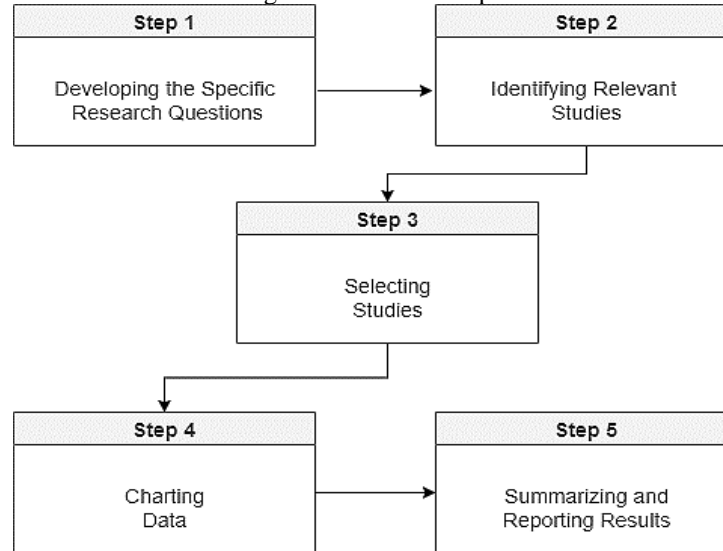 Step 1
Developing the Specific
Research Questions
Step 2
Identifying Relevant
Studies
Step 3
Selecting
Studies
Step 4
Charting
Data
Step 5
Summarizing and
Reporting Results